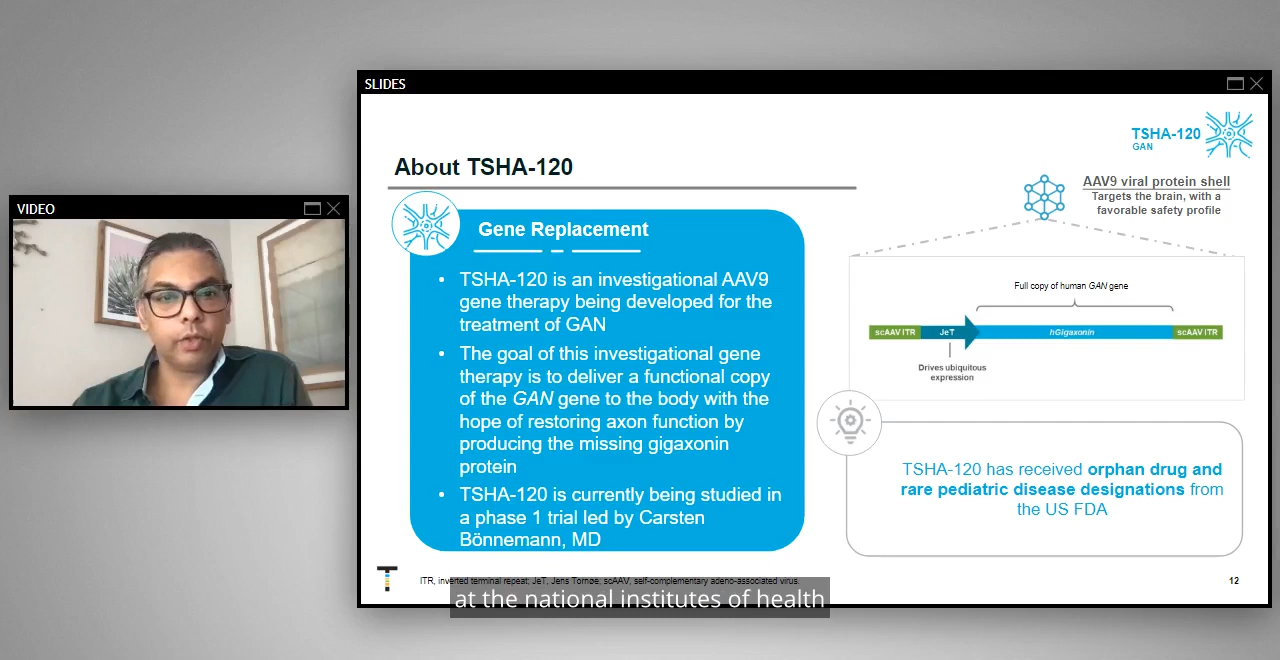 SLIDES
TSHA-120
GAN
About TSHA-120
AAV9 viral protein shell
Targets the brain, with a
favorable safety profile
VIDEO
Gene Replacement
• TSHA-120 is an investigational AAV9
gene therapy being developed for the
treatment of GAN
• The goal of this investigational gene
therapy is to deliver a functional copy
of the GAN gene to the body with the
hope of restoring axon function by
producing the missing gigaxonin
protein
• TSHA-120 is currently being studied in
a phase 1 trial led by Carsten
Bönnemann, MD
Full copy of human GAN gene
scAAV ITR
JeT
hGigaxonin
scAAV ITR
Drives ubiquitous
expression
TSHA-120 has received orphan drug and
rare pediatric disease designations from
the US FDA
T
ITR, inverted terminal repeat; JeT, Jens Tornøe; scAAV, self-complementary adeno-associated virus.
12
at the national institutes of health